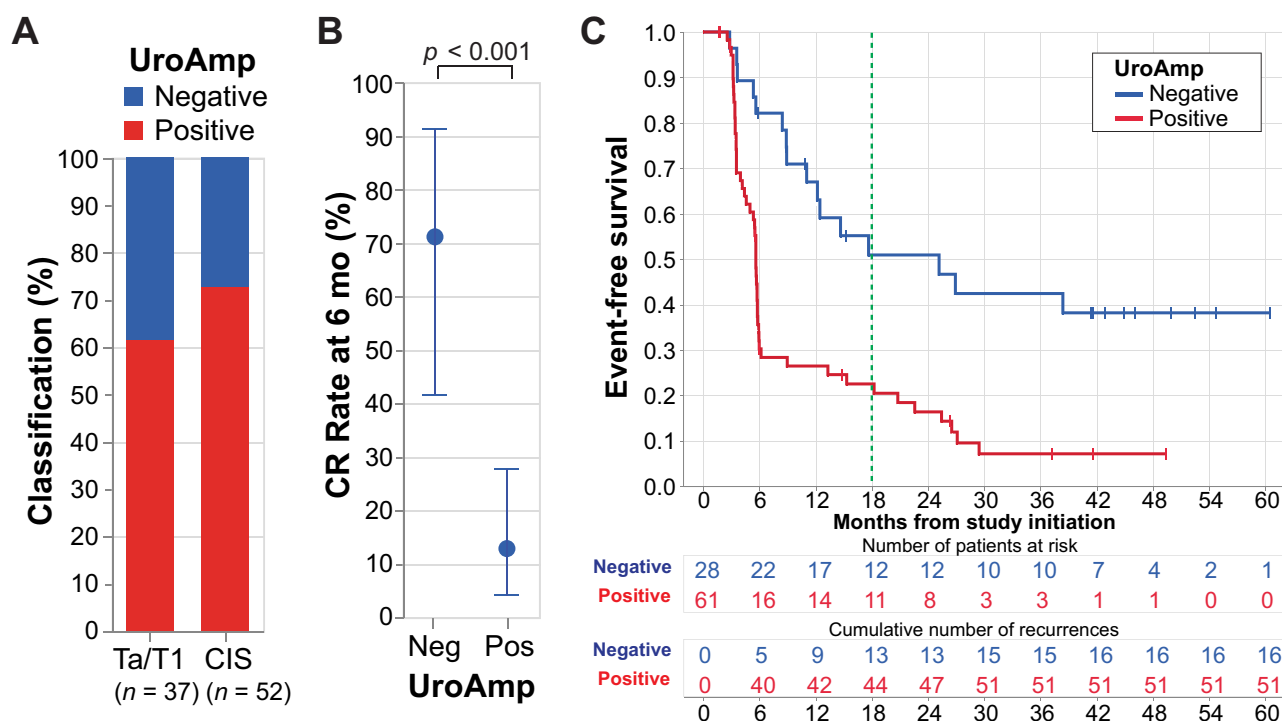 A
UroAmp
Negative
Positive
100
90
80
70
60
50
40
30
20
10
0
Classification (%)
Ta/T1 CIS
(n = 37) (n = 52)
B
p < 0.001
100
90
80
70
60
50
40
30
20
10
0
CR Rate at 6 mo (%)
Neg Pos
UroAmp
C
1.0
0.9
0.8
0.7
0.6
0.5
0.4
0.3
0.2
0.1
0.0
Event-free survival
UroAmp
Negative
Positive
0 6 12 18 24 30 36 42 48 54 60
Months from study initiation
Number of patients at risk
Negative 28 22 17 12 12 10 10 7 4 2 1
Positive 61 16 14 11 8 3 3 1 1 0 0
Cumulative number of recurrences
Negative 0 5 9 13 13 15 15 16 16 16 16
Positive 0 40 42 44 47 51 51 51 51 51 51
0 6 12 18 24 30 36 42 48 54 60